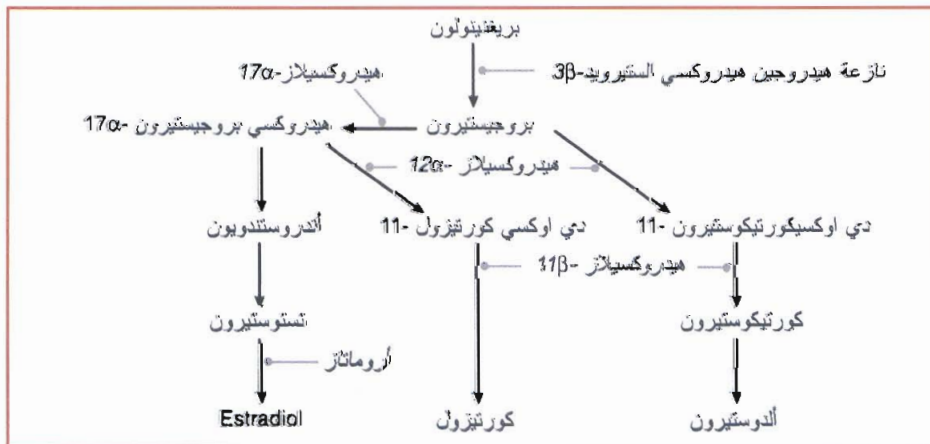 بريغنينولون
نازعة هيدروجين هيدروكسي الستيرويد-3β
هيدروكسيلاز-17α
بروجيستيرون
هيدروكسي بروجيستيرون -17α
هيدروكسيلاز -12α
دي اوكسيكورتيكوستيرون -11
دي اوكسي كورتيزول -11
أندروستندويون
هيدروكسيلاز -11β
كورتيكوستيرون
تستوستيرون
أروماتاز
ألدوستيرون
كورتيزول
Estradiol